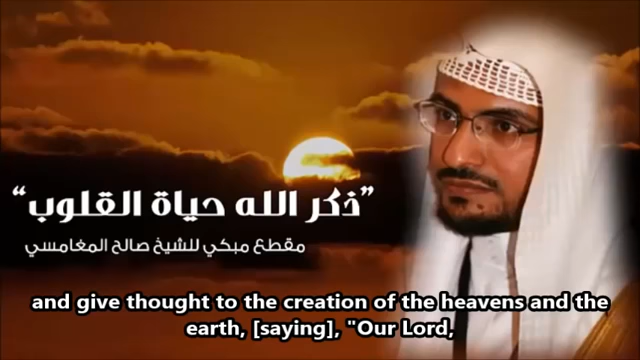 ”ذكر الله حياة القلوب“
مقطع مبكي للشيخ صالح المغامسي
and give thought to the creation of the heavens and the
earth, [saying], "Our Lord,